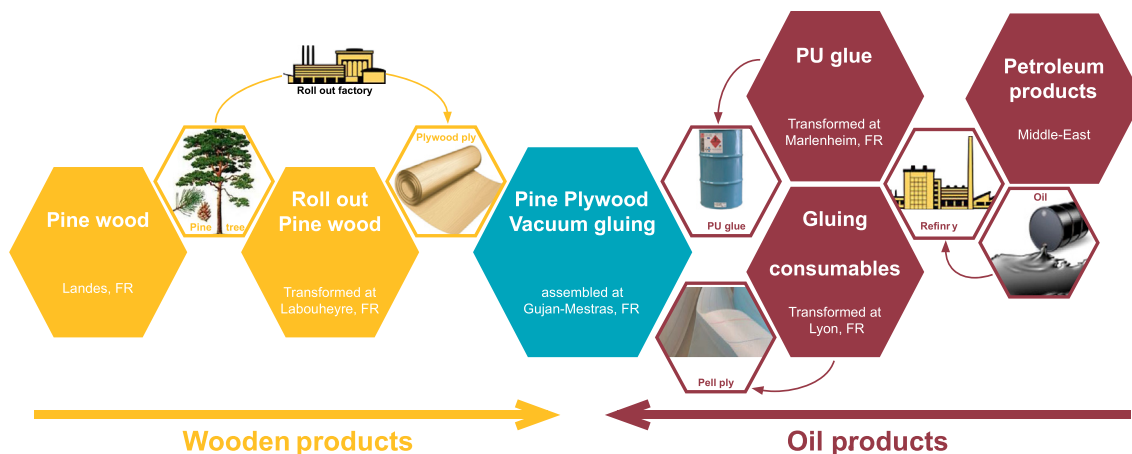 Roll out factory
Pine wood
Landes, FR
Pine tree
Roll out
Pine wood
Transformed at
Labouheyre, FR
Plywood ply
Pine Plywood
Vacuum gluing
assembled at
Gujan-Mestras, FR
PU glue
PU glue
Transformed at
Marlenheim, FR
Petroleum
products
Middle-East
Gluing
consumables
Transformed at
Lyon, FR
Refinry
Oil
Pell ply
Wooden products
Oil products